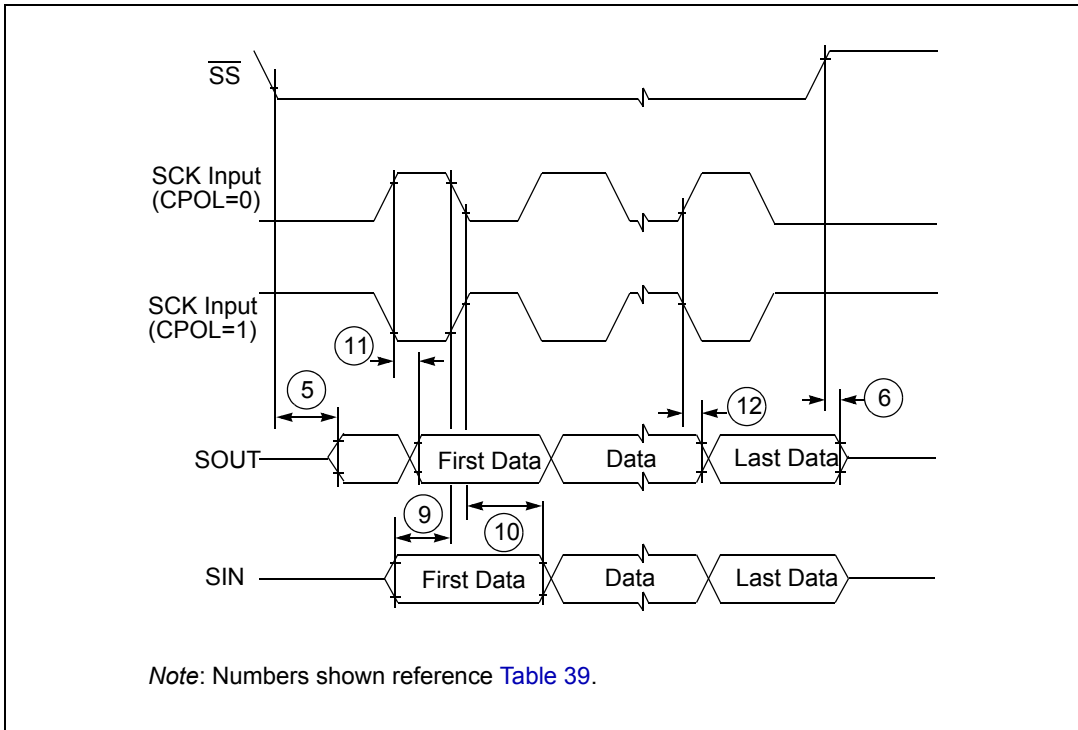 SS
SCK Input
(CPOL=0)
SCK Input
(CPOL=1)
11
5
12
6
SOUT
First Data
Data
Last Data
9
10
SIN
First Data
Data
Last Data
Note: Numbers shown reference Table 39.